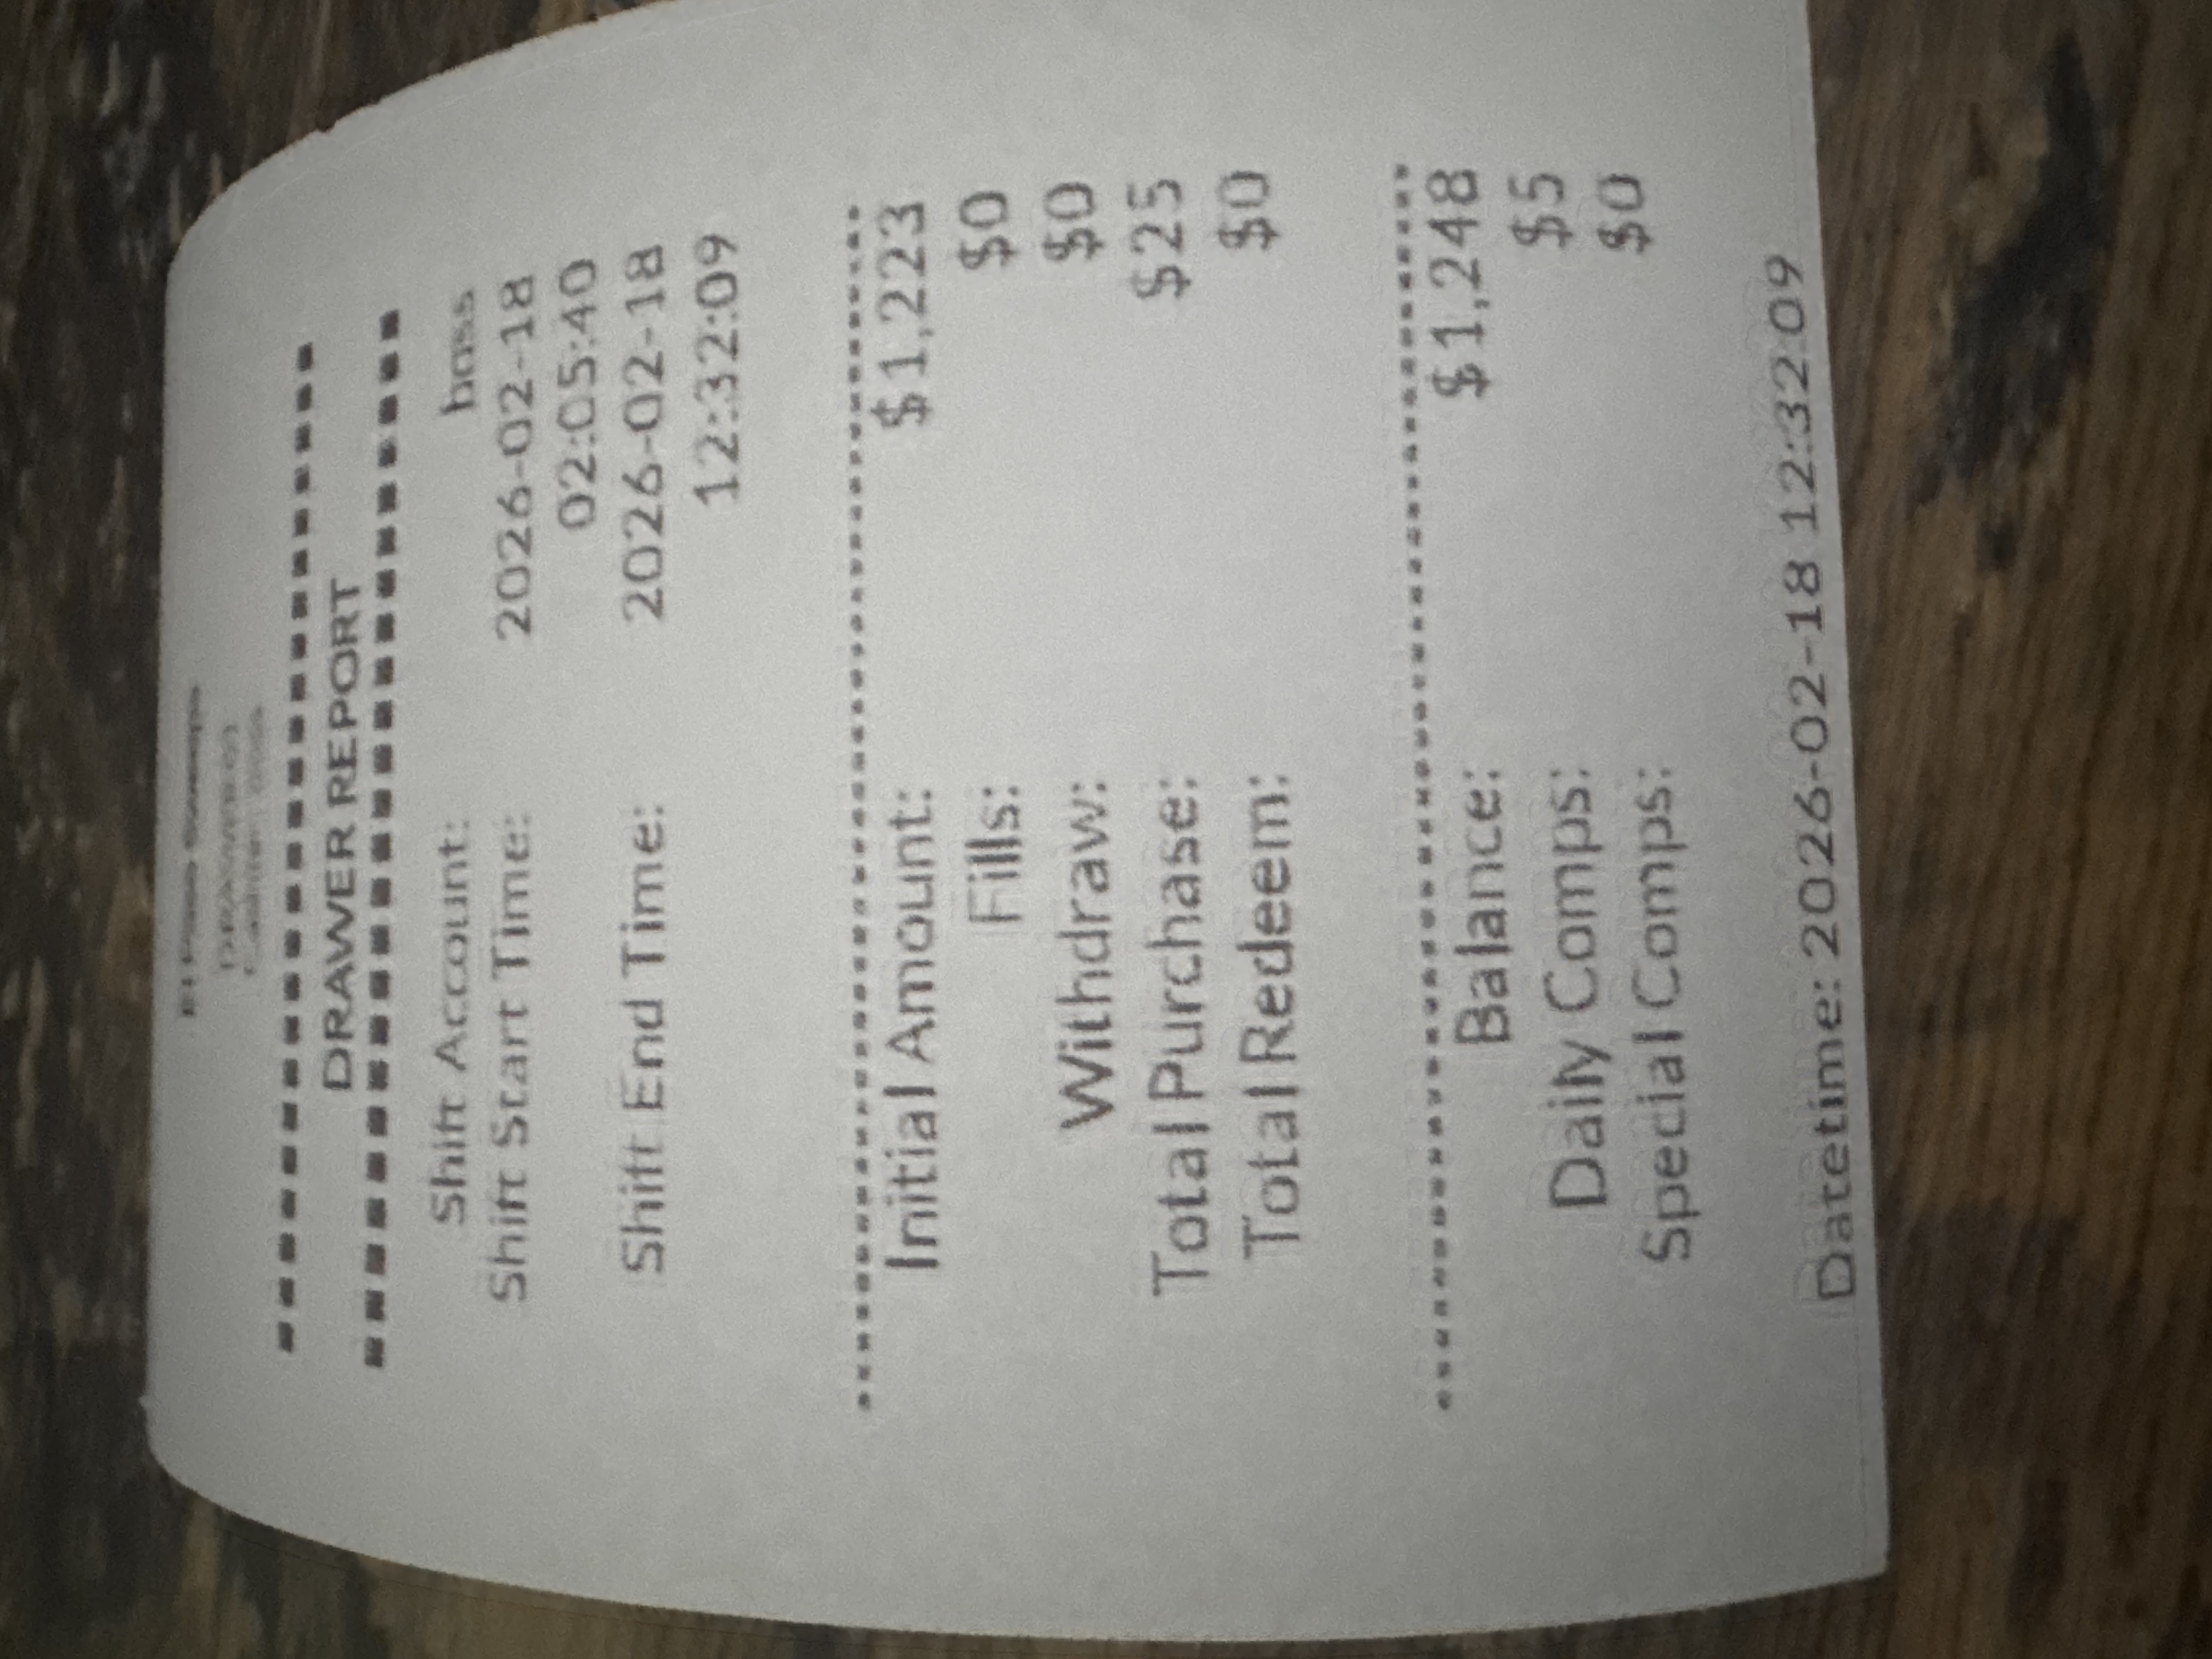 DRAWER REPORT
Shift Account: boss
Shift Start Time: 2026-02-18
02:05:40
Shift End Time: 2026-02-18
12:32:09
Initial Amount: $1,223
Fills: $0
Withdraw: $0
Total Purchase: $25
Total Redeem: $0
Balance: $1,248
Daily Comps: $5
Special Comps: $0
Datetime: 2026-02-18 12:32:09